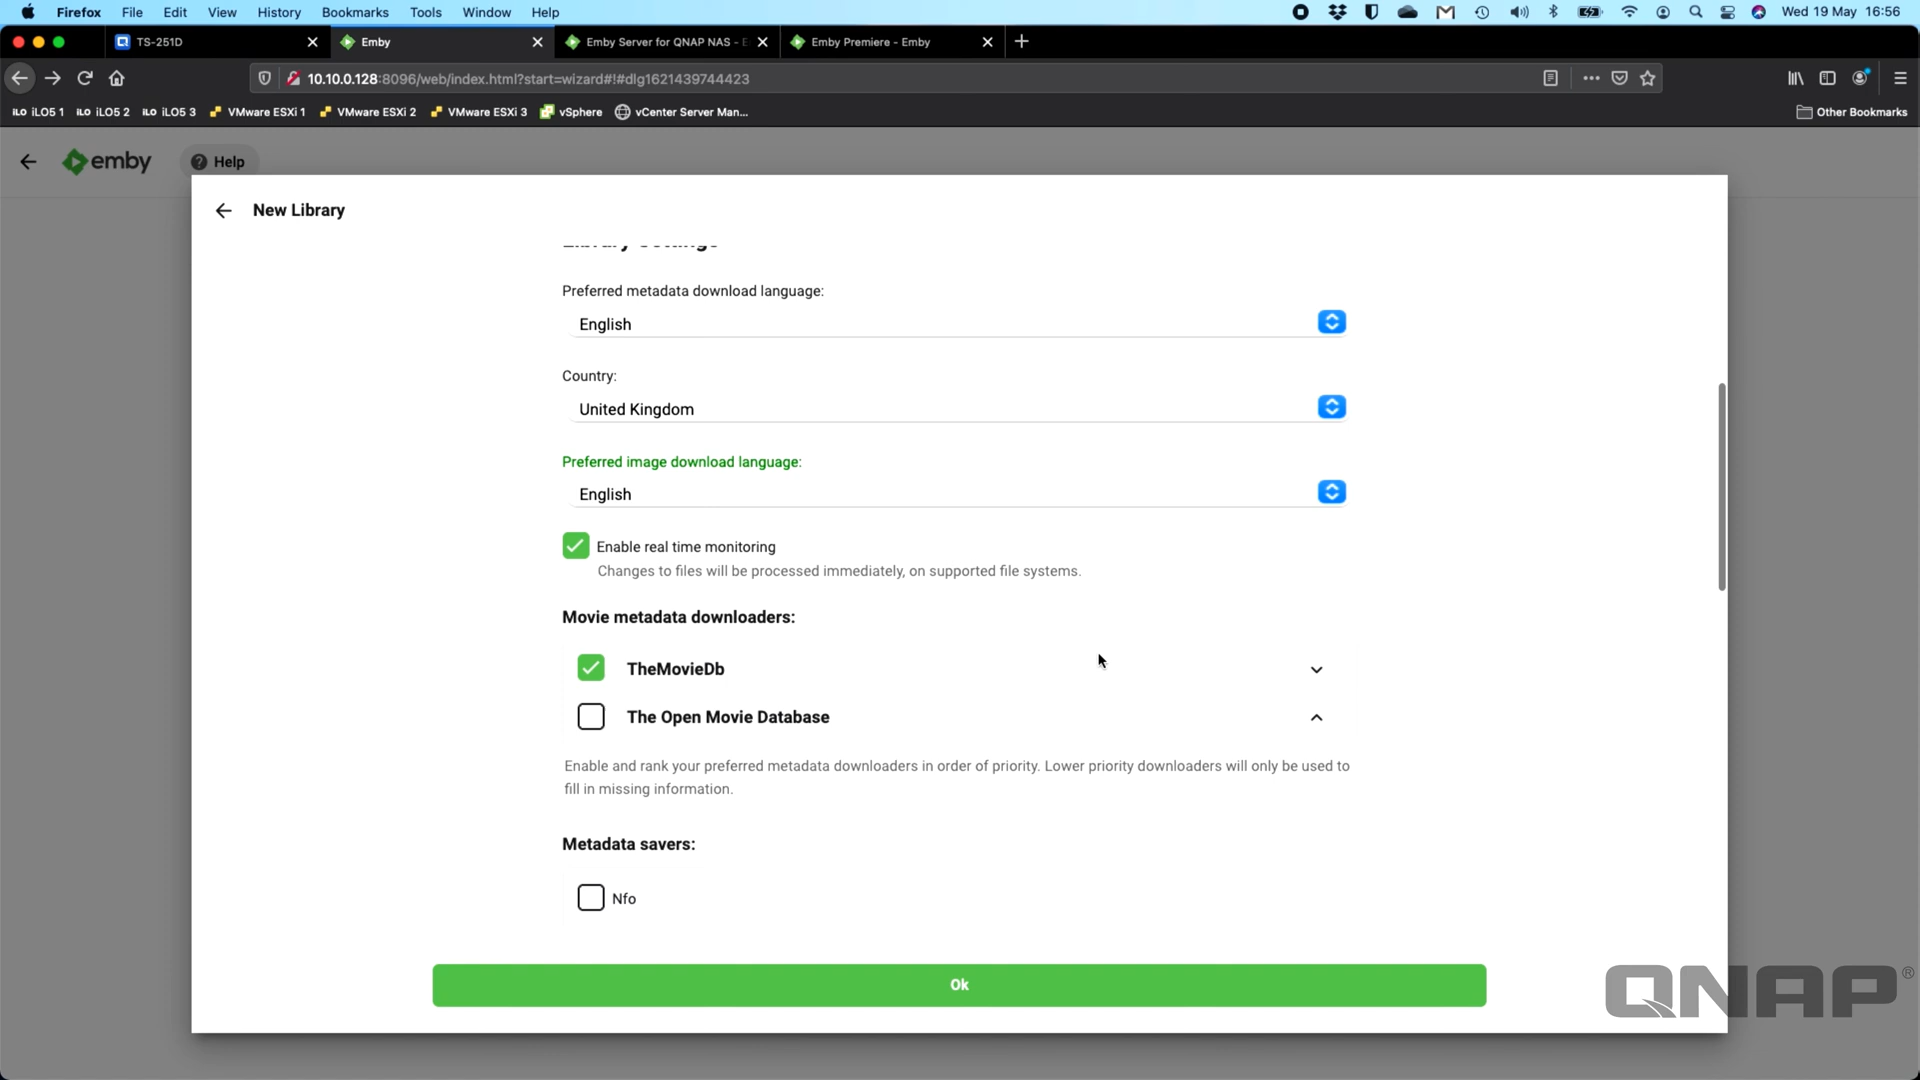 Firefox File Edit View History Bookmarks Tools Window Help Wed 19 May 16:56
TS-251D Emby Emby Server for QNAP NAS - E Emby Premiere - Emby
10.10.0.128:8096/web/index.html?start=wizard#!#dlg1621439744423
iLO iLO5 1 iLO iLO5 2 iLO iLO5 3 VMware ESXi 1 VMware ESXi 2 VMware ESXi 3 vSphere vCenter Server Man... Other Bookmarks
emby Help
New Library
Library Settings
Preferred metadata download language:
English
Country:
United Kingdom
Preferred image download language:
English
Enable real time monitoring
Changes to files will be processed immediately, on supported file systems.
Movie metadata downloaders:
TheMovieDb
The Open Movie Database
Enable and rank your preferred metadata downloaders in order of priority. Lower priority downloaders will only be used to
fill in missing information.
Metadata savers:
Nfo
Ok
QNAP®